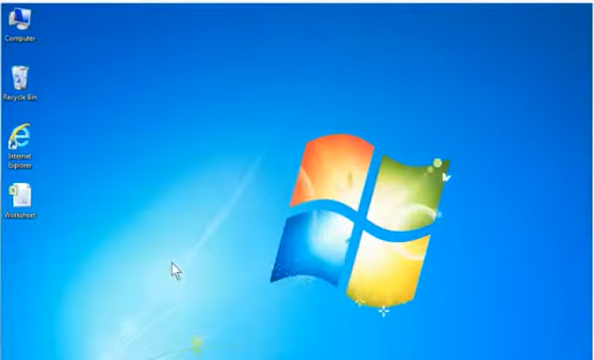 Computer
Recycle Bin
Internet
Explorer
Worksheet